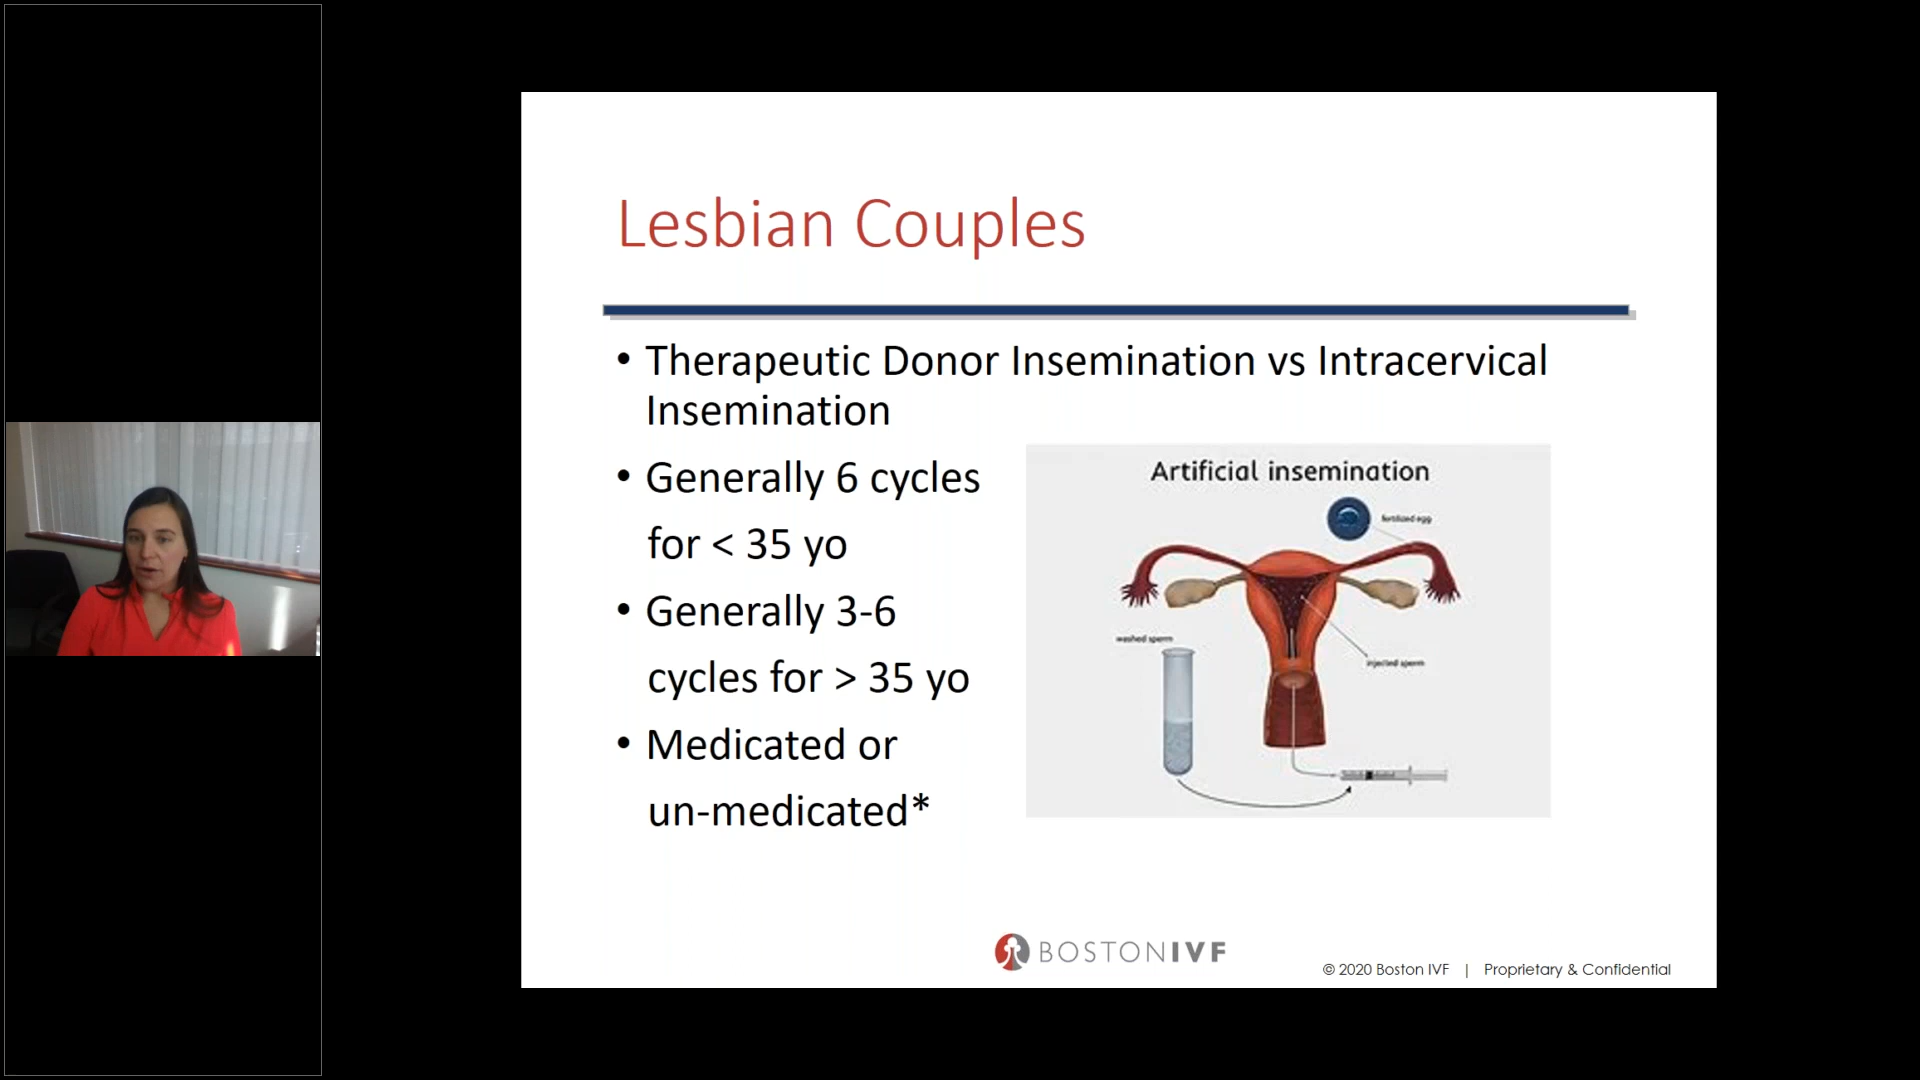 Lesbian Couples
• Therapeutic Donor Insemination vs Intracervical
Insemination
• Generally 6 cycles
for < 35 yo
• Generally 3-6
cycles for > 35 yo
• Medicated or
un-medicated*
Artificial insemination
fertilized egg
washed sperm
injected sperm
BOSTONIVF
© 2020 Boston IVF | Proprietary & Confidential